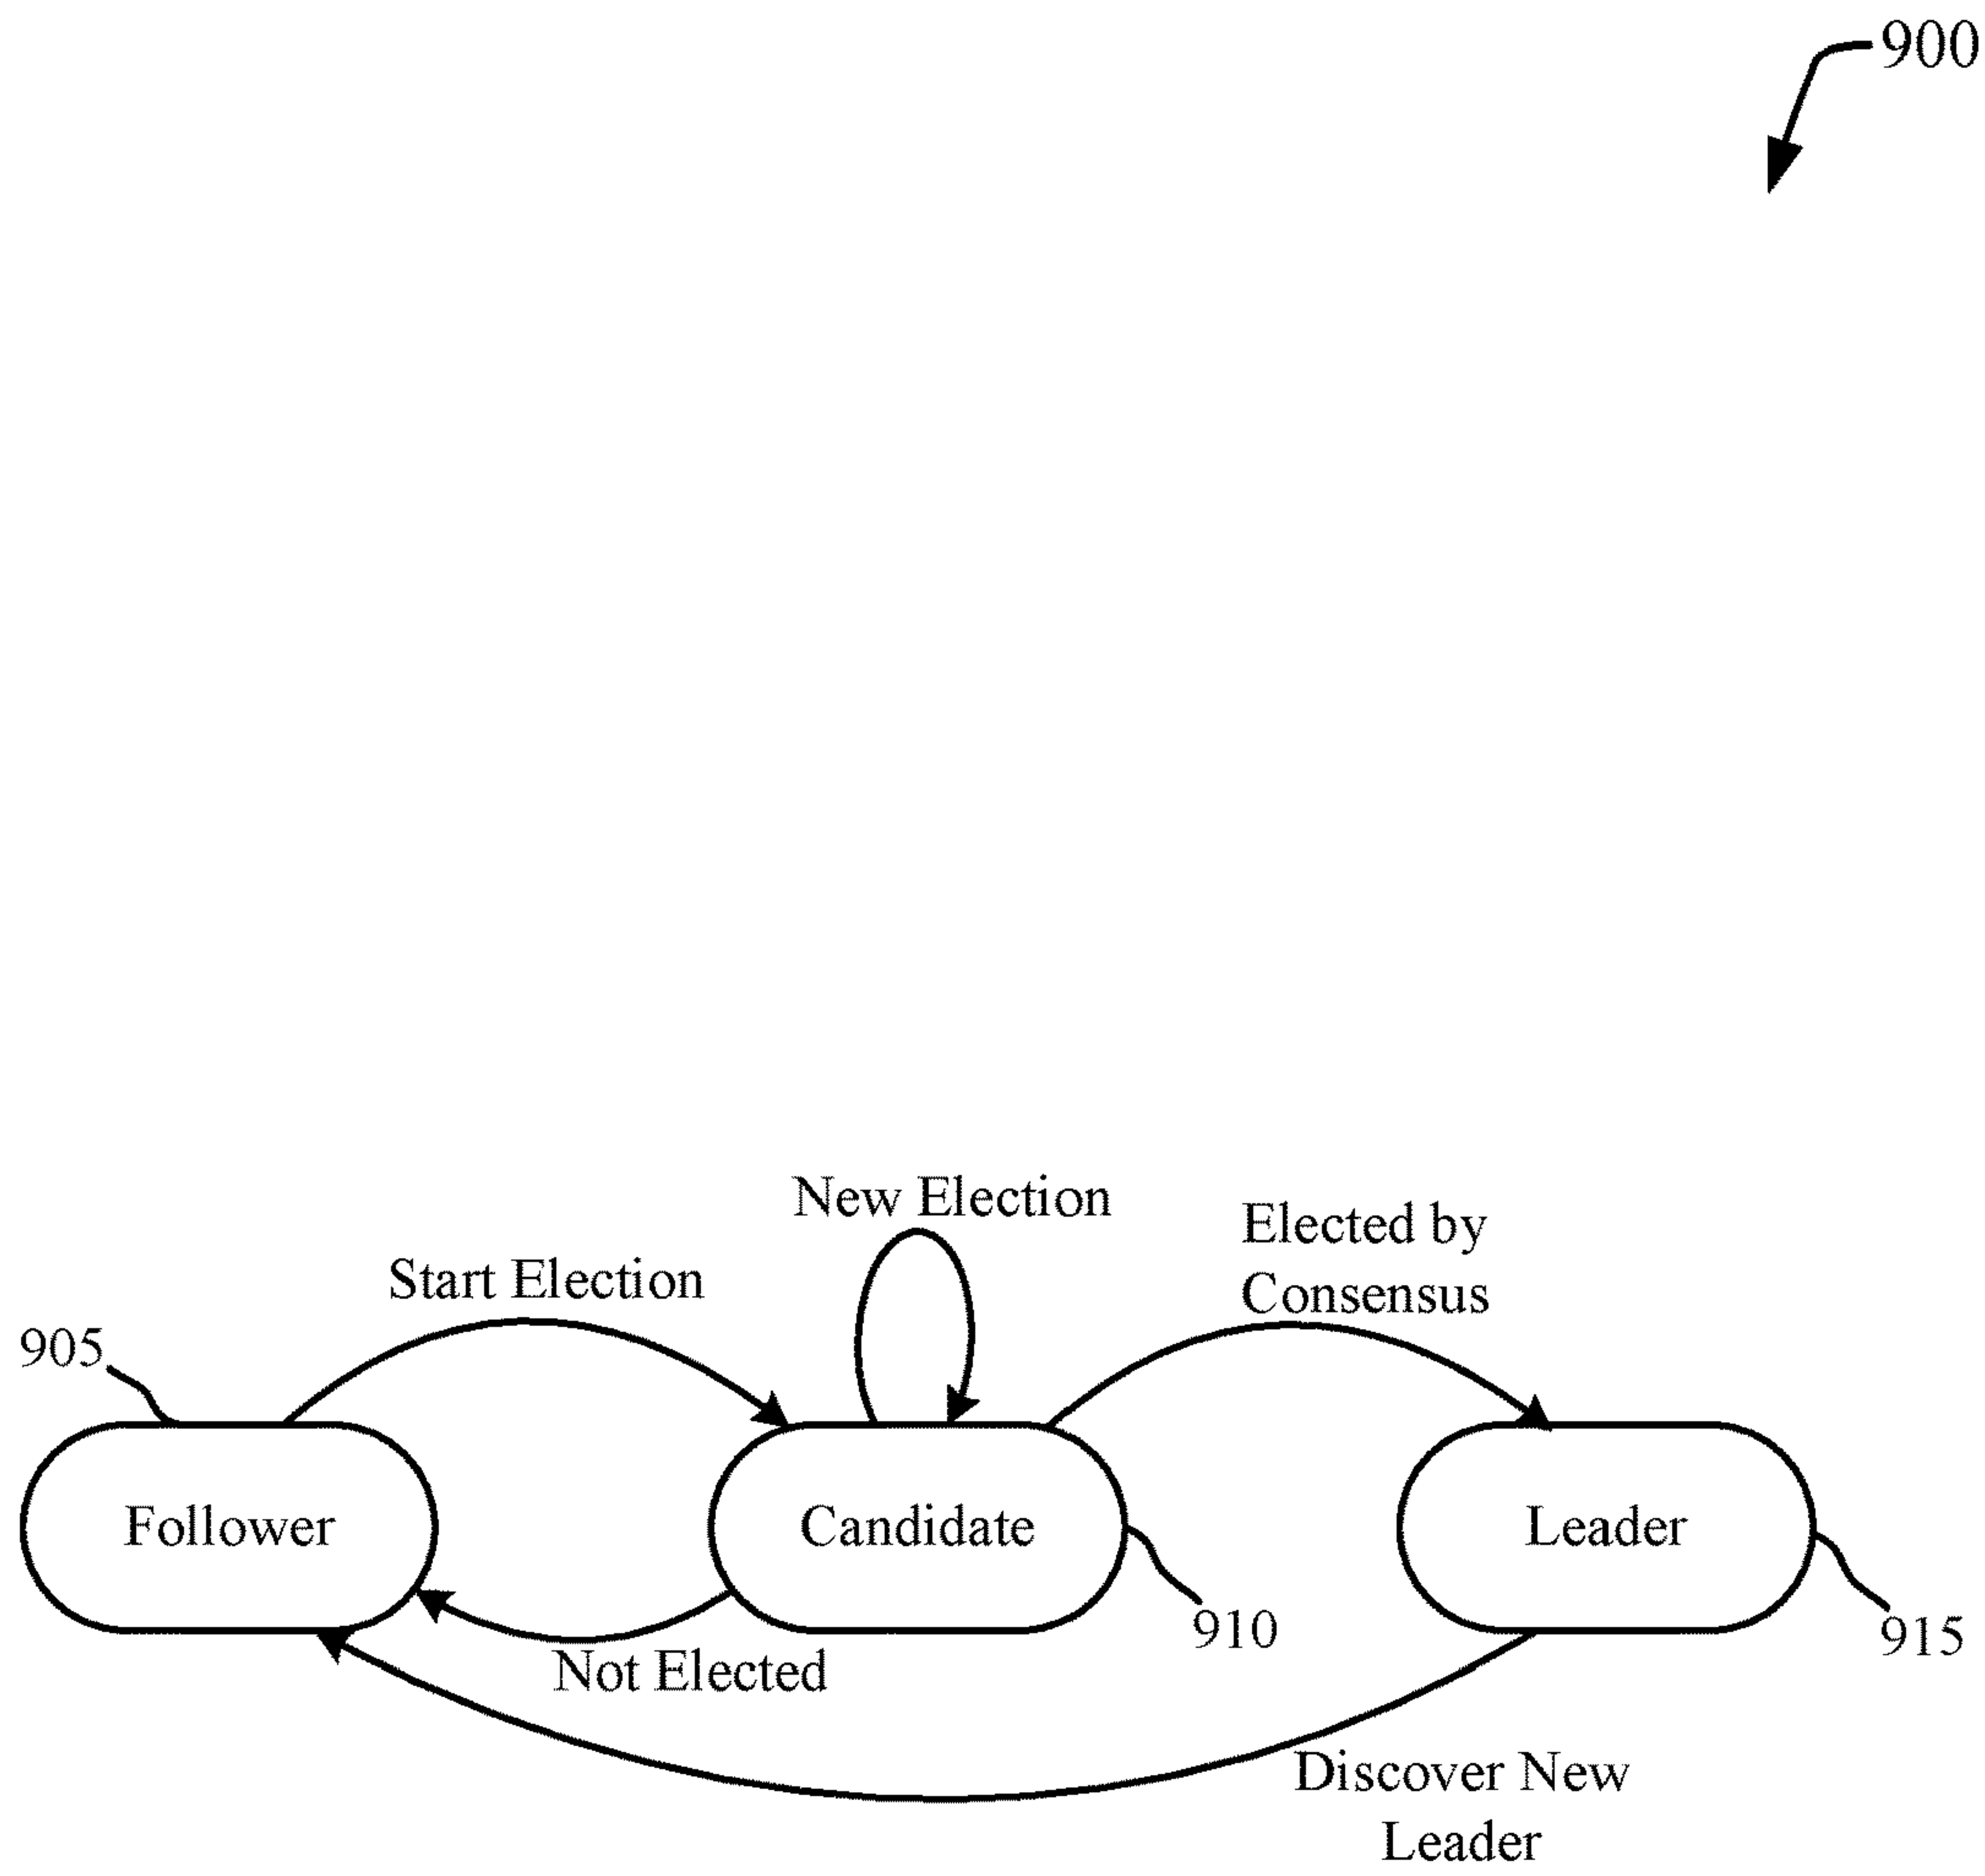 900
New Election
Elected by
Consensus
Start Election
905
Follower
Candidate
Leader
910
915
Not Elected
Discover New
Leader